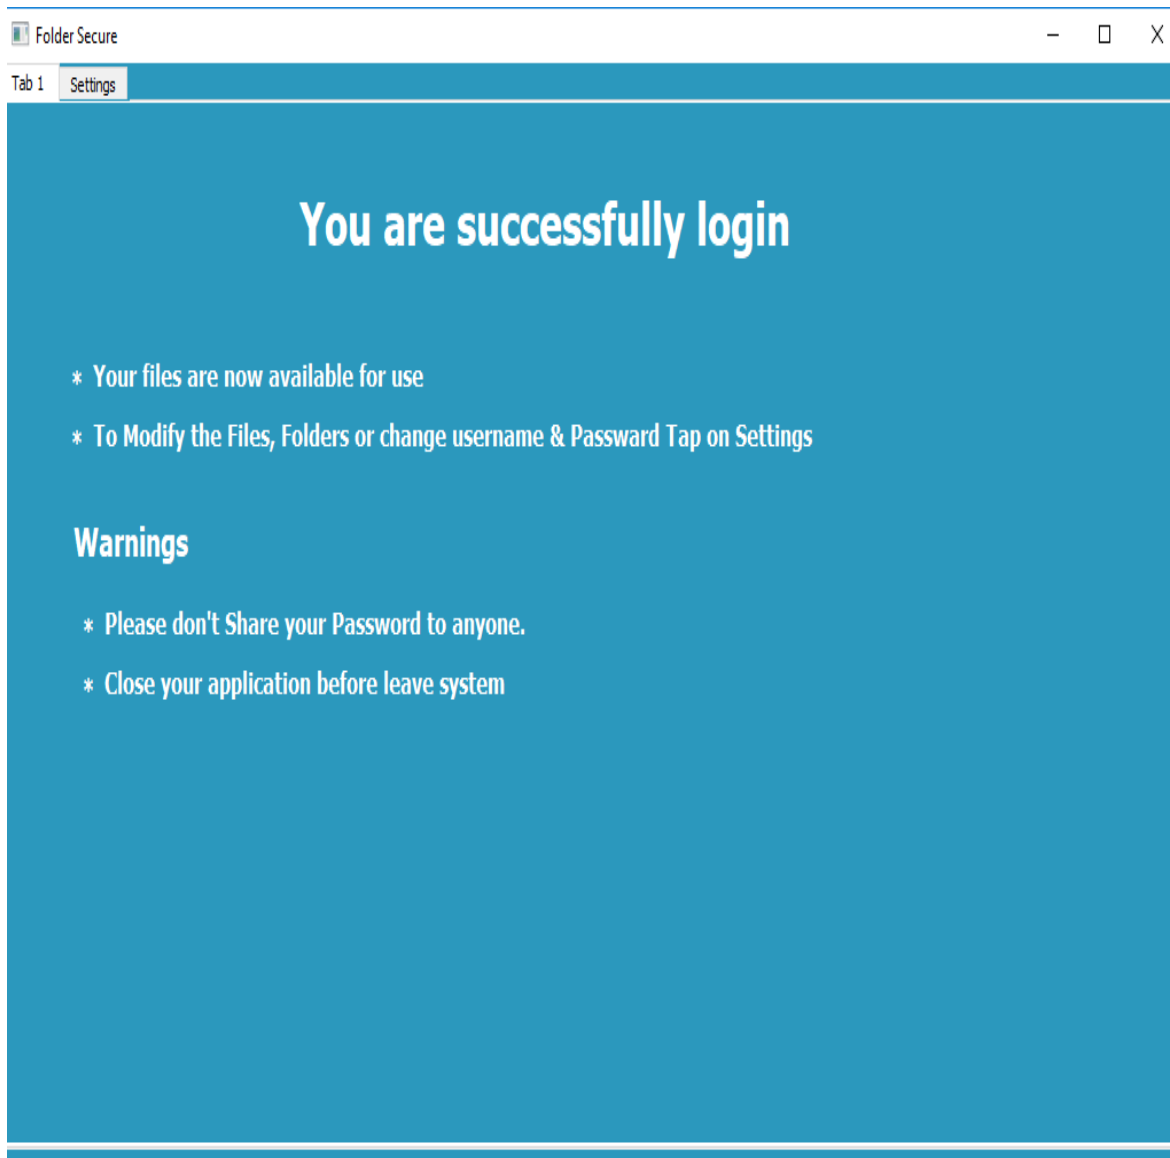 Folder Secure
Tab 1 Settings
You are successfully login
* Your files are now available for use
* To Modify the Files, Folders or change username & Passward Tap on Settings
Warnings
* Please don't Share your Password to anyone.
* Close your application before leave system